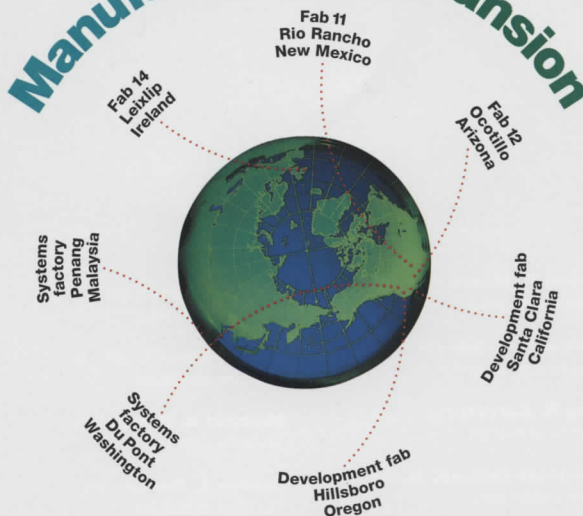 Manu
ansion
Fab 11
Rio Rancho
New Mexico
Fab 14
Leixlip
Ireland
Fab 12
Ocotillo
Arizona
Systems
factory
Penang
Malaysia
Development fab
Santa Clara
California
Systems
factory
Du Pont
Washington
Development fab
Hillsboro
Oregon